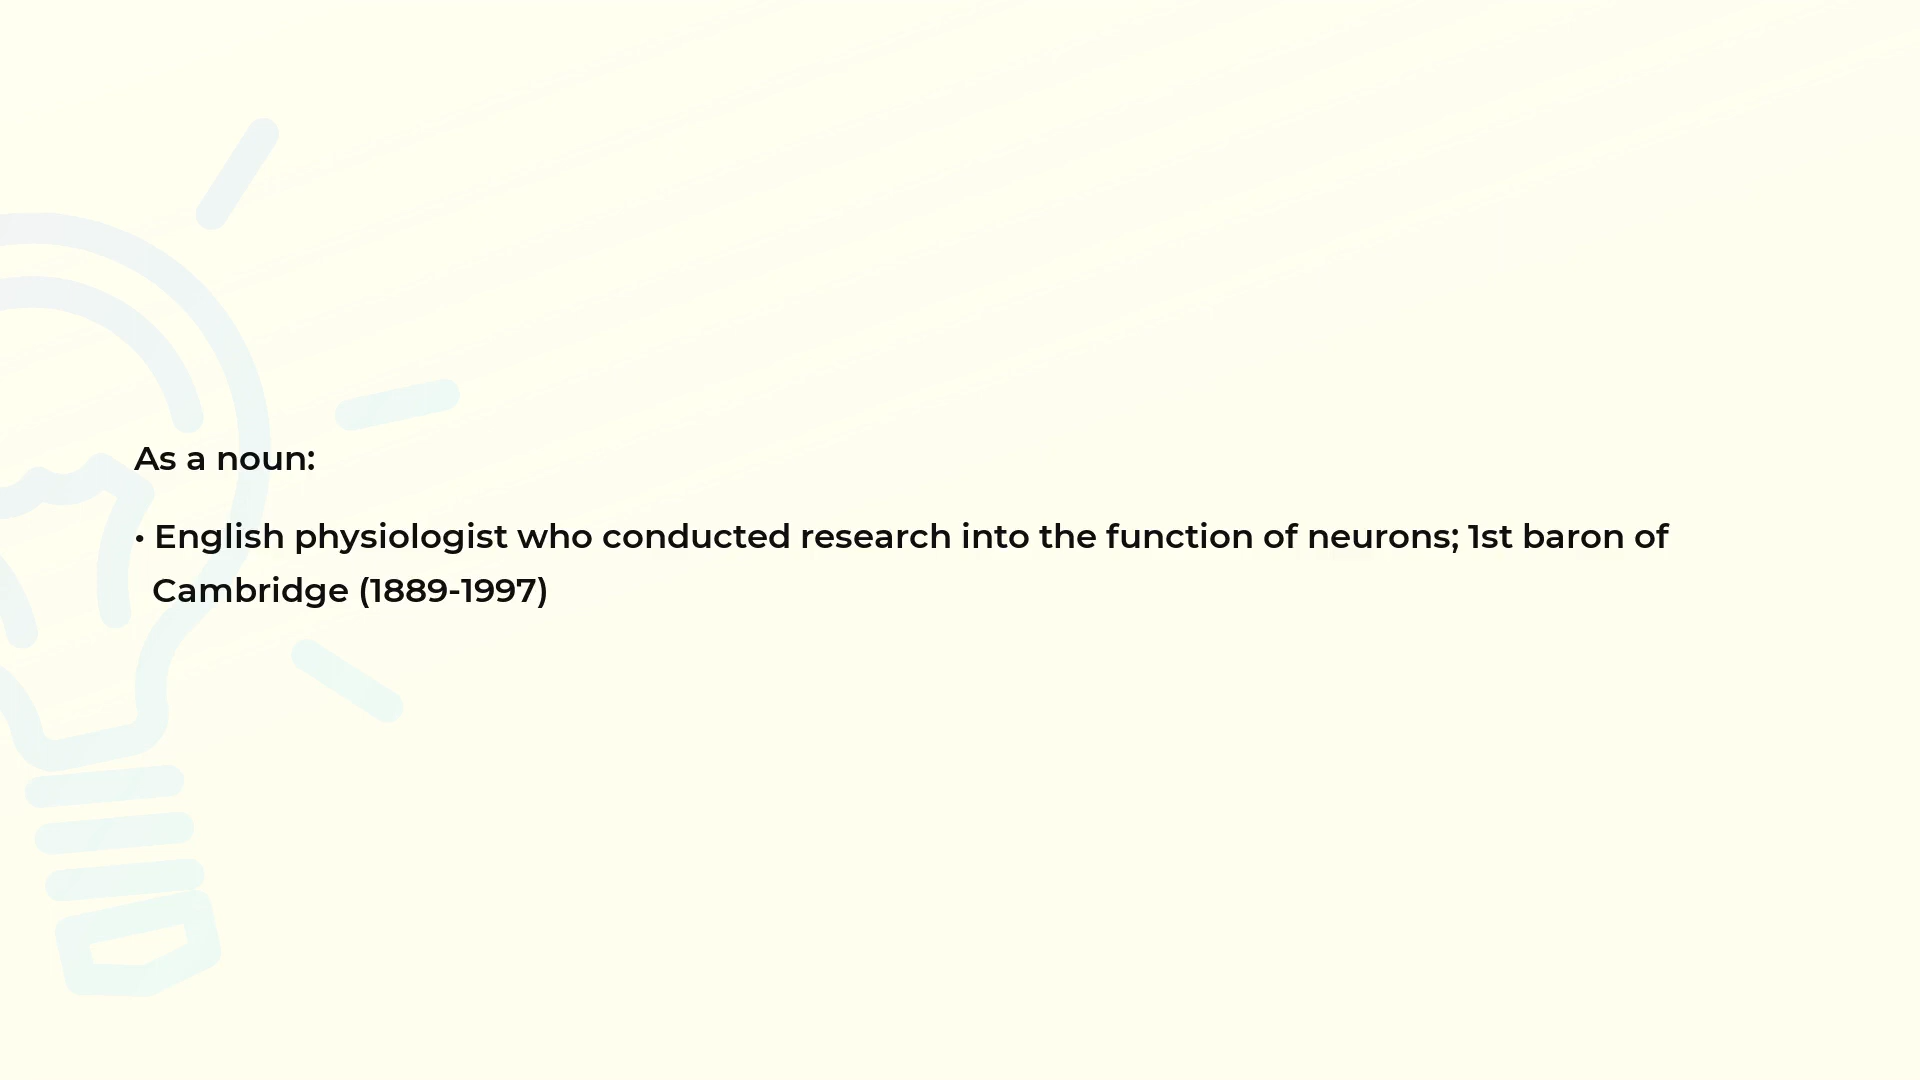 As a noun:
• English physiologist who conducted research into the function of neurons; 1st baron of
Cambridge (1889-1997)